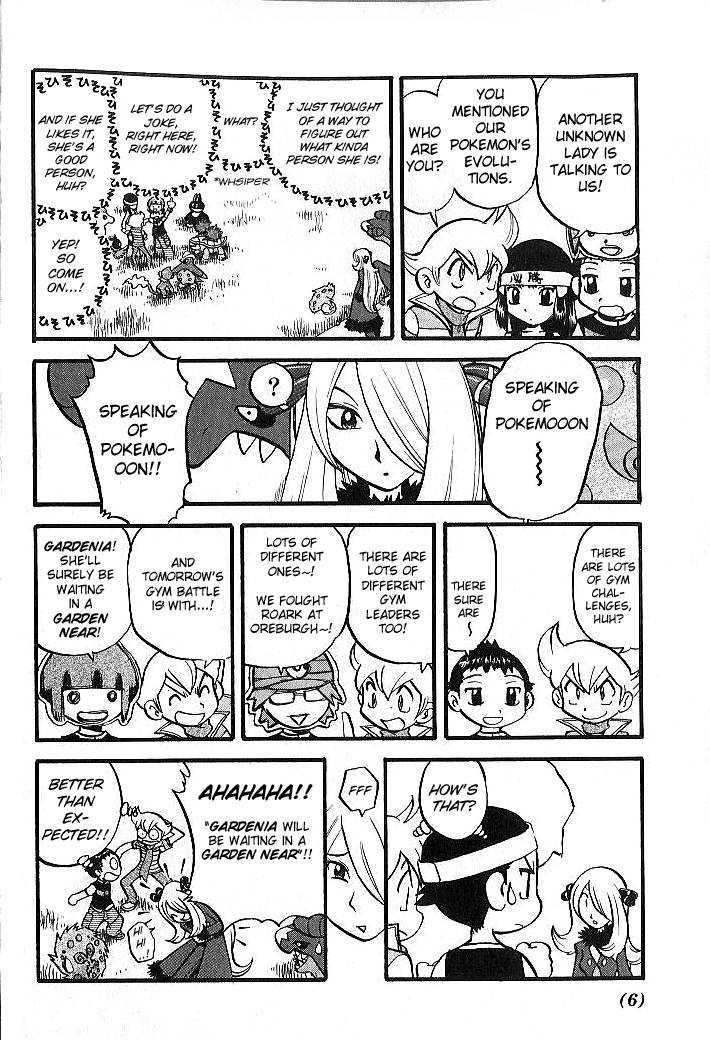 ANOTHER
UNKNOWN
LADY IS
TALKING TO
US!
YOU
MENTIONED
OUR
POKEMON'S
EVOLU-
TIONS.
WHO
ARE
YOU?
必勝
I JUST THOUGHT
OF A WAY TO
FIGURE OUT
WHAT KINDA
PERSON SHE IS!
*WHSIPER
WHAT?
LET'S DO A
JOKE,
RIGHT HERE,
RIGHT NOW!
AND IF SHE
LIKES IT,
SHE'S A
GOOD
PERSON,
HUH?
YEP!
SO
COME
ON...!
SPEAKING
OF
POKEMOOON
?
SPEAKING
OF
POKEMO-
OON!!
THERE
ARE LOTS
OF GYM
CHAL-
LENGES,
HUH?
THERE
SURE
ARE
~
THERE ARE
LOTS OF
DIFFERENT
GYM
LEADERS
TOO!
LOTS OF
DIFFERENT
ONES~!
WE FOUGHT
ROARK AT
OREBURGH~!
AND
TOMORROW'S
GYM BATTLE
IS WITH...!
GARDENIA!
SHE'LL
SURELY BE
WAITING
IN A
GARDEN
NEAR!
HOW'S
THAT?
FFF
AHAHAHA!!
"GARDENIA WILL
BE WAITING IN A
GARDEN NEAR"!!
HI
HI
BETTER
THAN
EX-
PECTED!!
(6)